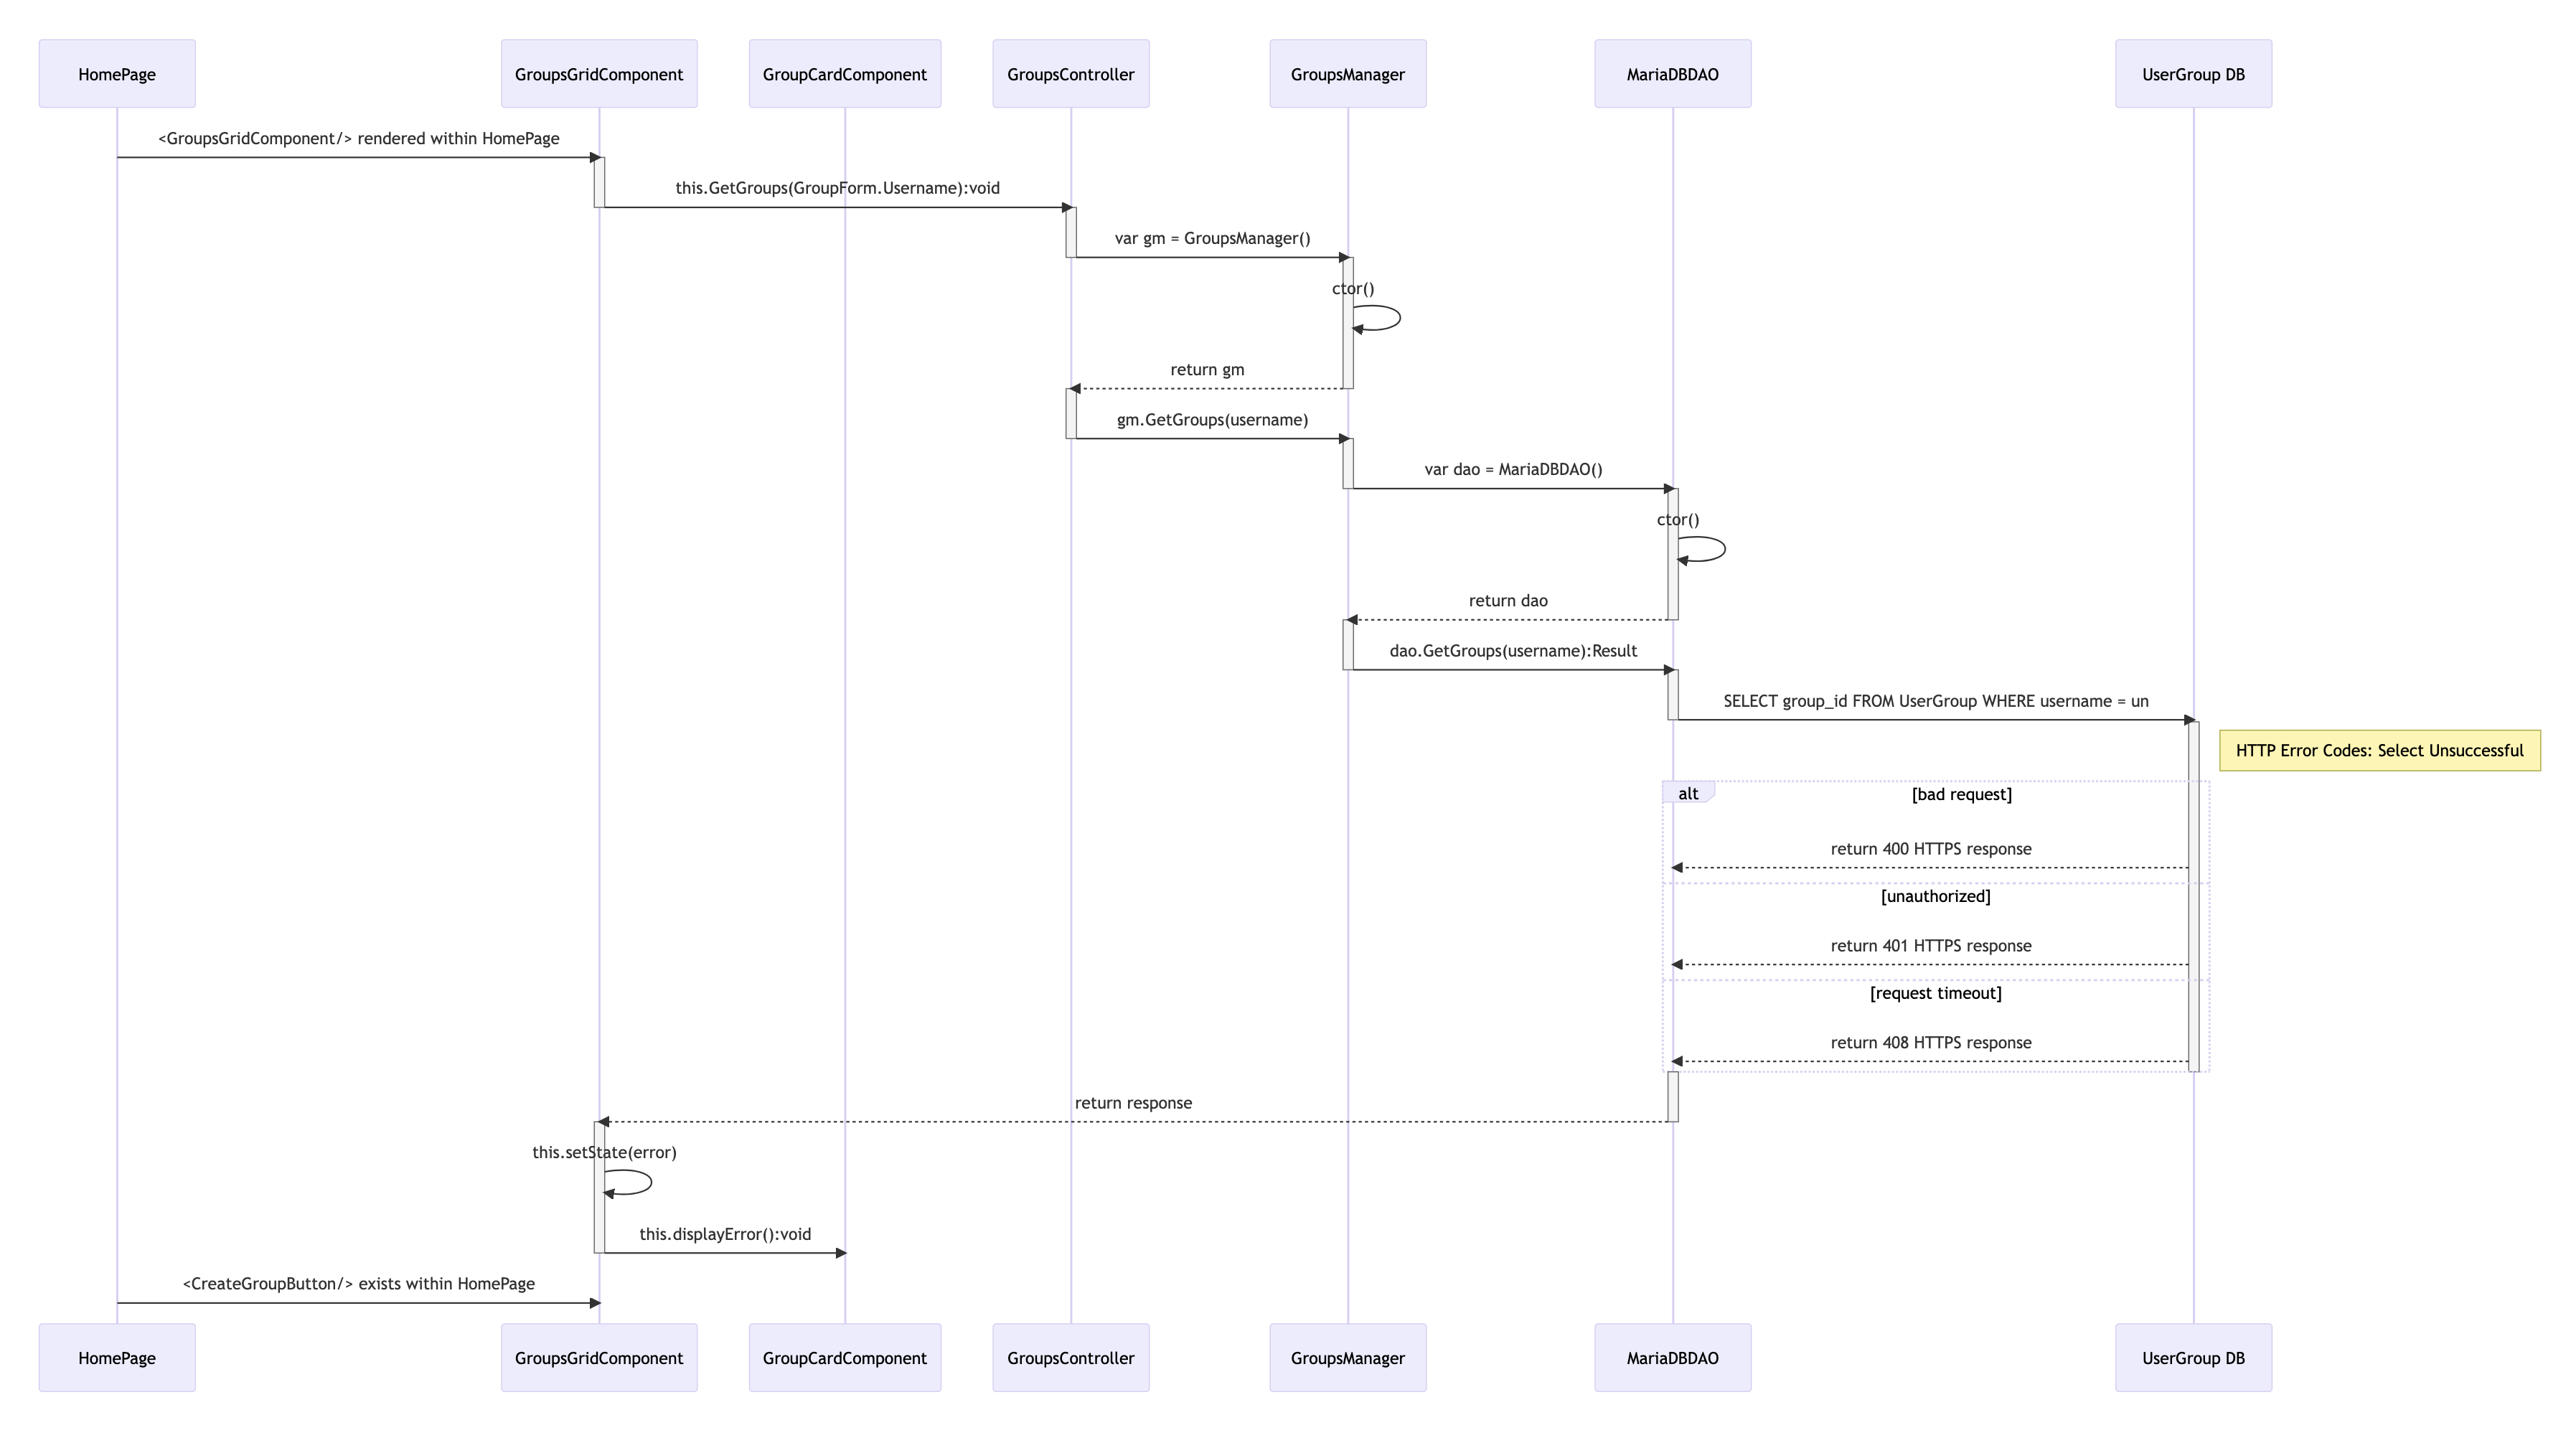 HomePage
GroupsGridComponent
GroupCardComponent
GroupsController
GroupsManager
MariaDBDAO
UserGroup DB
<GroupsGridComponent/> rendered within HomePage
this.GetGroups(GroupForm.Username):void
var gm = GroupsManager()
ctor()
return gm
gm.GetGroups(username)
var dao = MariaDBDAO()
ctor()
return dao
dao.GetGroups(username):Result
SELECT group_id FROM UserGroup WHERE username = un
HTTP Error Codes: Select Unsuccessful
alt
[bad request]
return 400 HTTPS response
[unauthorized]
return 401 HTTPS response
[request timeout]
return 408 HTTPS response
return response
this.setState(error)
this.displayError():void
<CreateGroupButton/> exists within HomePage
HomePage
GroupsGridComponent
GroupCardComponent
GroupsController
GroupsManager
MariaDBDAO
UserGroup DB